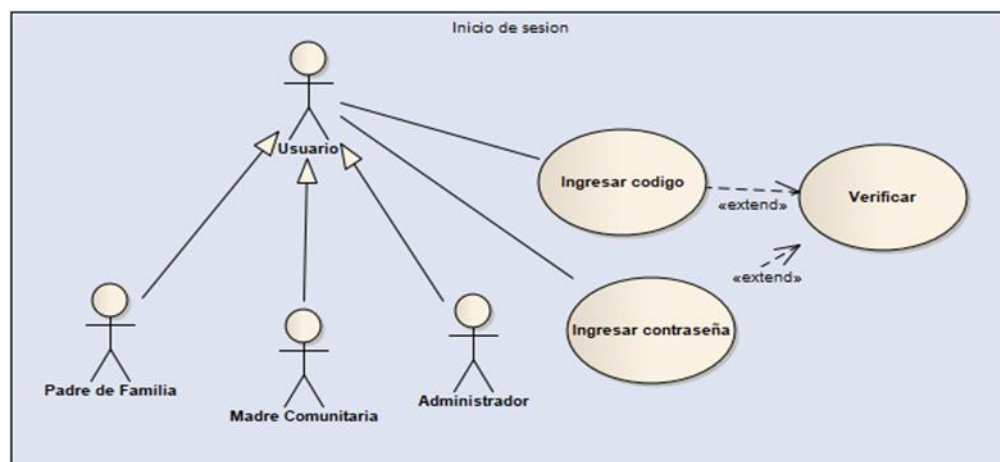 Inicio de sesion
Usuario
Ingresar codigo
«extend»
Verificar
«extend»
Ingresar contraseña
Padre de Familia
Madre Comunitaria
Administrador